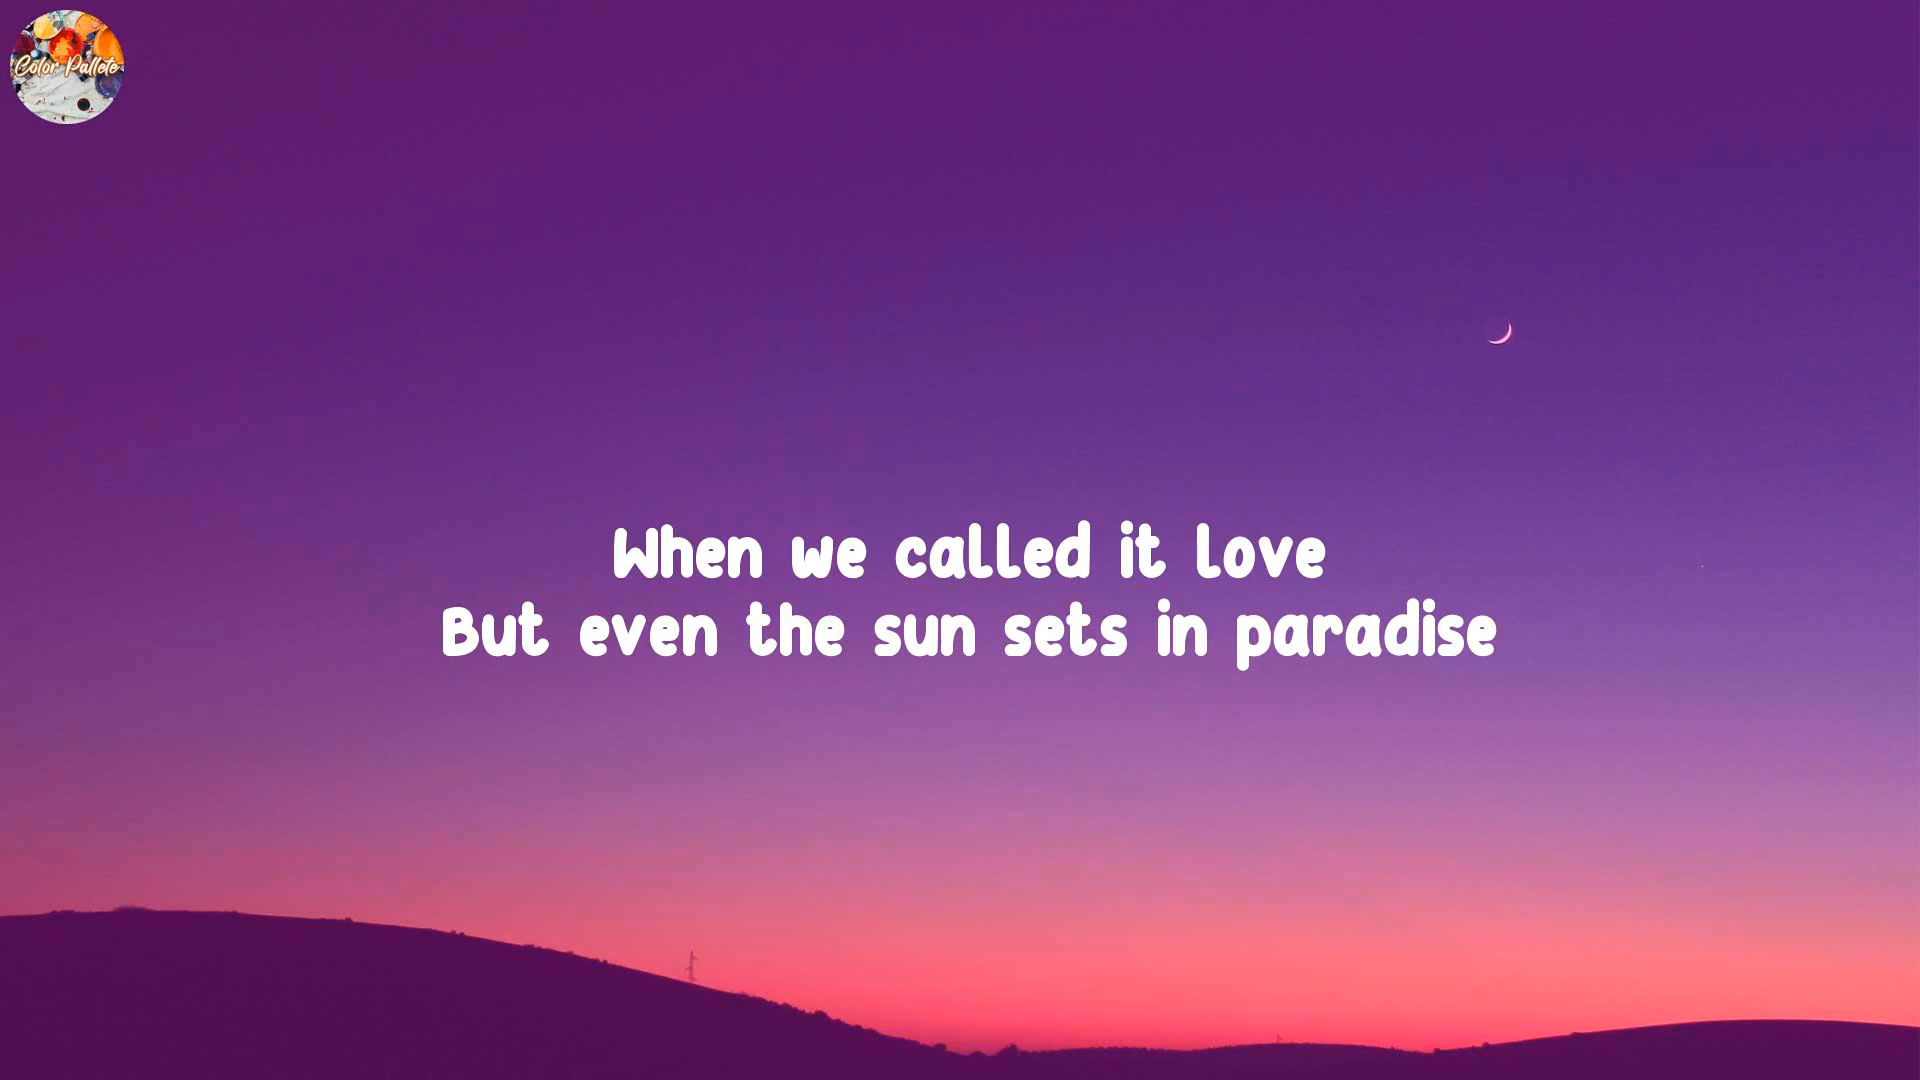 Color Pallete
When we called it love
But even the sun sets in paradise